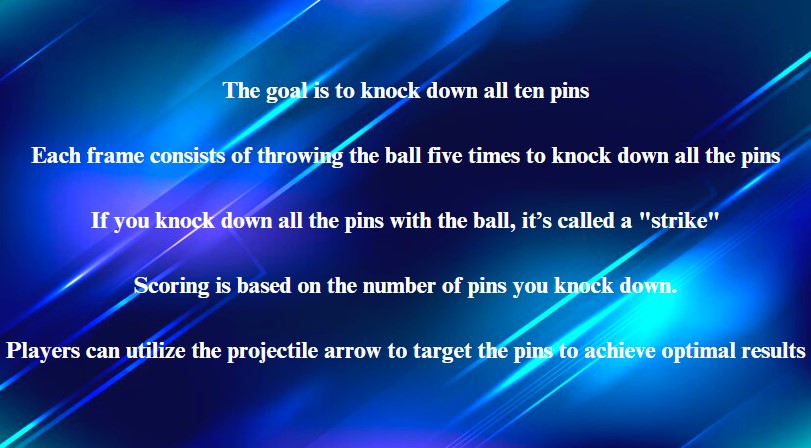 The goal is to knock down all ten pins
Each frame consists of throwing the ball five times to knock down all the pins
If you knock down all the pins with the ball, it’s called a "strike"
Scoring is based on the number of pins you knock down.
Players can utilize the projectile arrow to target the pins to achieve optimal results